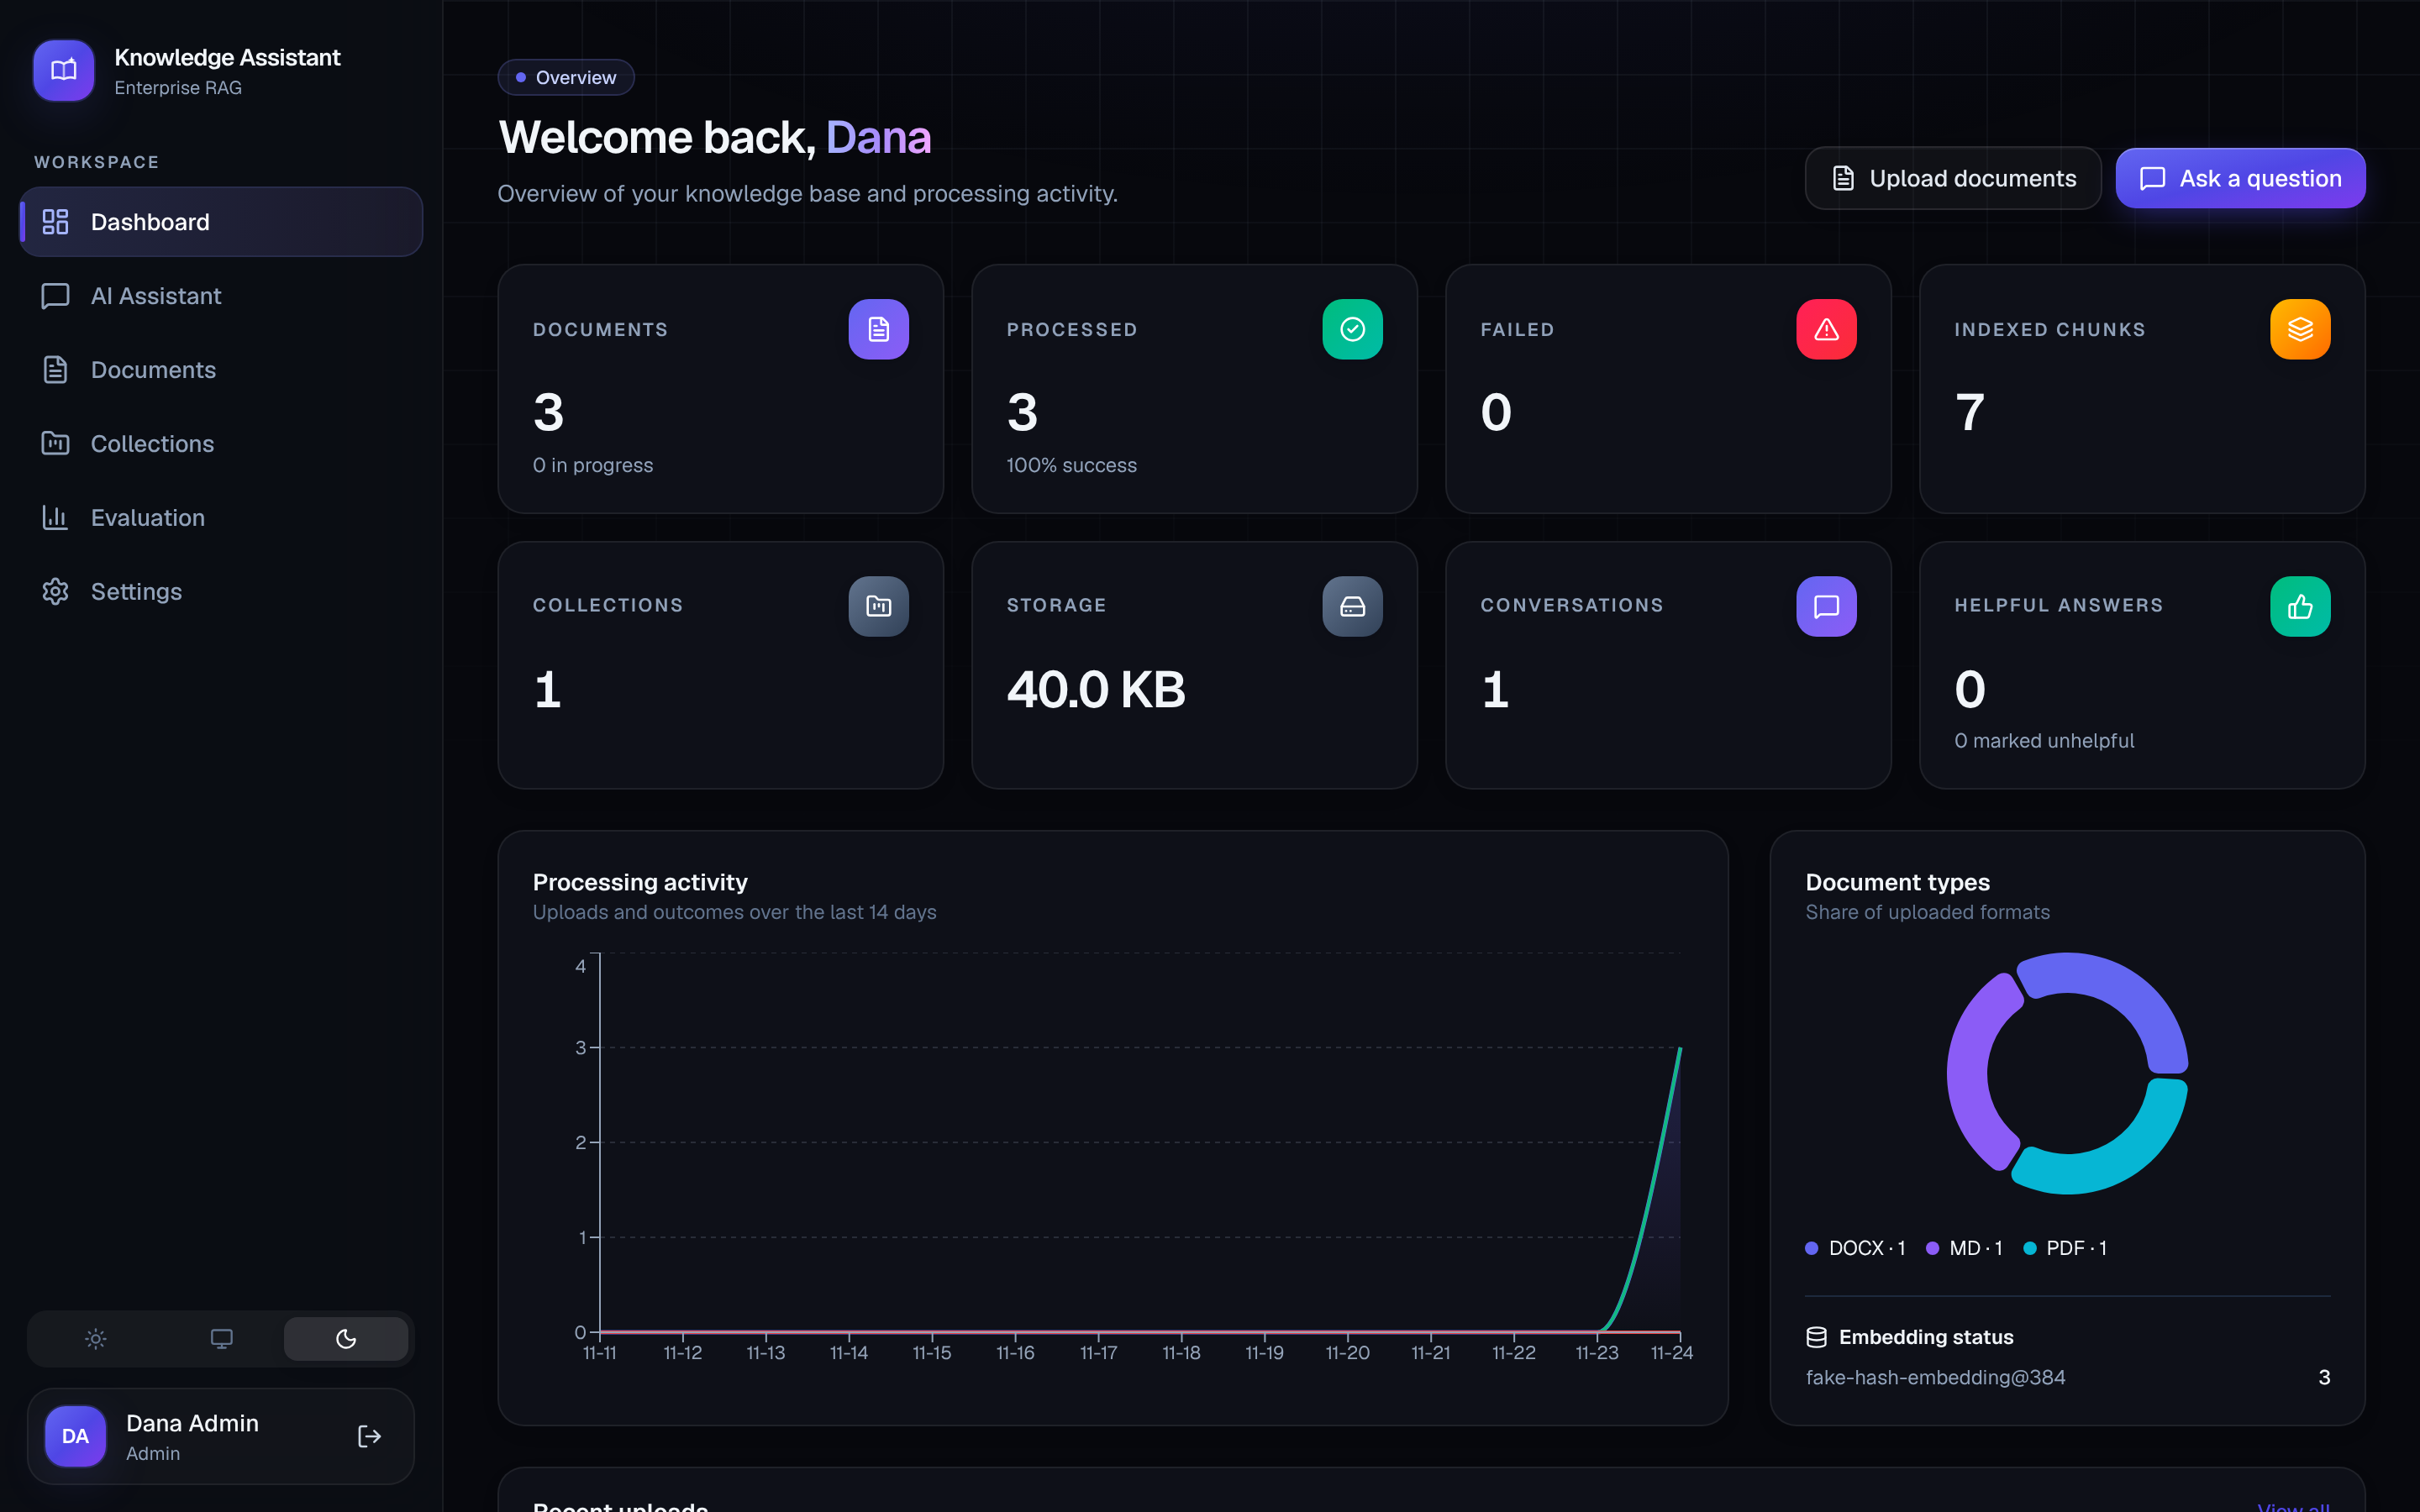 Knowledge Assistant
Enterprise RAG
WORKSPACE
Dashboard
AI Assistant
Documents
Collections
Evaluation
Settings
DA
Dana Admin
Admin
Overview
Welcome back, Dana
Overview of your knowledge base and processing activity.
Upload documents
Ask a question
DOCUMENTS
3
0 in progress
PROCESSED
3
100% success
FAILED
0
INDEXED CHUNKS
7
COLLECTIONS
1
STORAGE
40.0 KB
CONVERSATIONS
1
HELPFUL ANSWERS
0
0 marked unhelpful
Processing activity
Uploads and outcomes over the last 14 days
4
3
2
1
0
11-11 11-12 11-13 11-14 11-15 11-16 11-17 11-18 11-19 11-20 11-21 11-22 11-23 11-24
Document types
Share of uploaded formats
DOCX · 1 MD · 1 PDF · 1
Embedding status
fake-hash-embedding@384 3
Recent uploads
View all